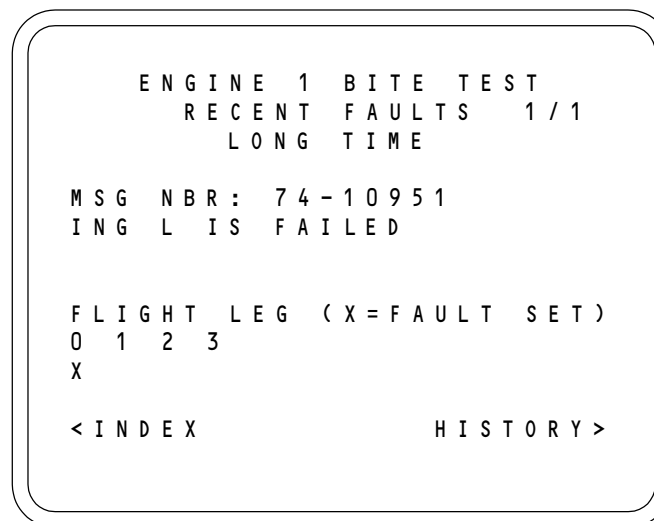 ENGINE 1 BITE TEST
RECENT FAULTS 1/1
LONG TIME
MSG NBR: 74-10951
ING L IS FAILED
FLIGHT LEG (X=FAULT SET)
0 1 2 3
X
<INDEX HISTORY>